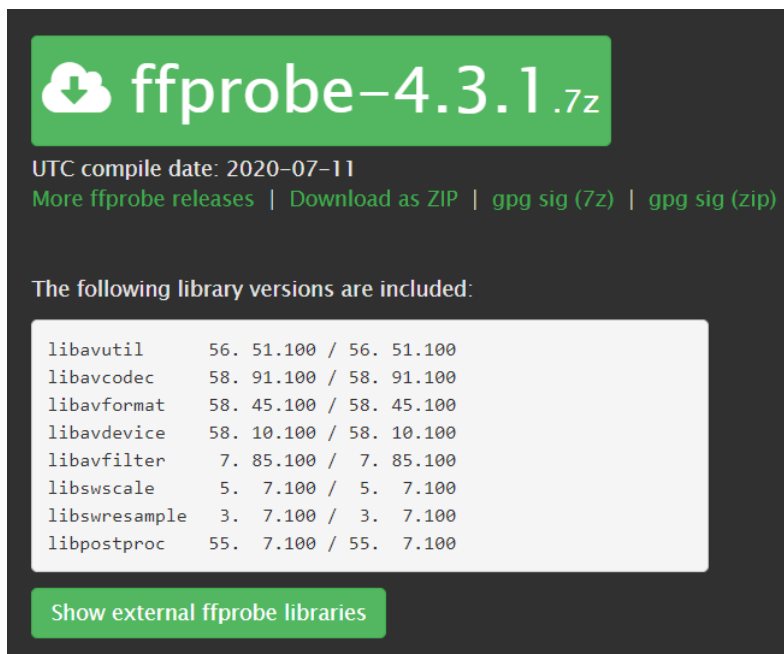 ffprobe-4.3.1.7z
UTC compile date: 2020-07-11
More ffprobe releases | Download as ZIP | gpg sig (7z) | gpg sig (zip)
The following library versions are included:
libavutil      56. 51.100 / 56. 51.100
libavcodec     58. 91.100 / 58. 91.100
libavformat    58. 45.100 / 58. 45.100
libavdevice    58. 10.100 / 58. 10.100
libavfilter     7. 85.100 /  7. 85.100
libswscale      5.  7.100 /  5.  7.100
libswresample   3.  7.100 /  3.  7.100
libpostproc    55.  7.100 / 55.  7.100
Show external ffprobe libraries